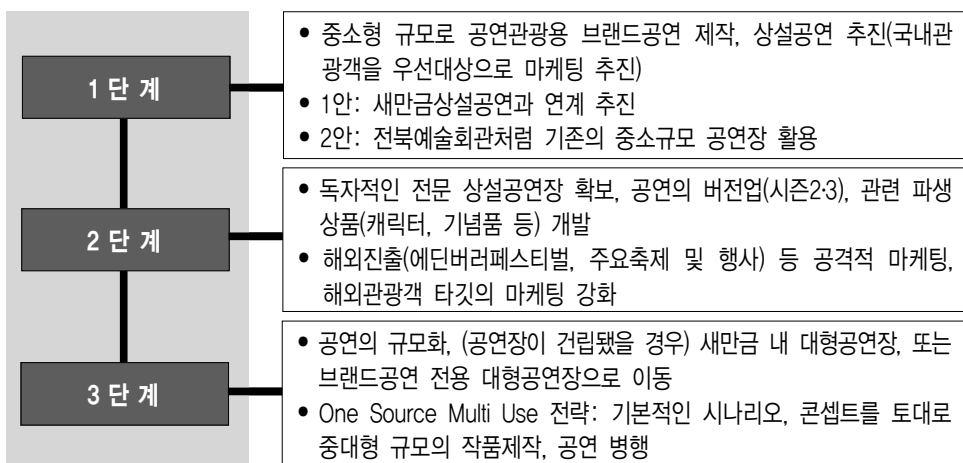 1 단 계
• 중소형 규모로 공연관광용 브랜드공연 제작, 상설공연 추진(국내관
광객을 우선대상으로 마케팅 추진)
• 1안: 새만금상설공연과 연계 추진
• 2안: 전북예술회관처럼 기존의 중소규모 공연장 활용
2 단 계
• 독자적인 전문 상설공연장 확보, 공연의 버전업(시즌2·3), 관련 파생
상품(캐릭터, 기념품 등) 개발
• 해외진출(에딘버러페스티벌, 주요축제 및 행사) 등 공격적 마케팅,
해외관광객 타깃의 마케팅 강화
3 단 계
• 공연의 규모화, (공연장이 건립됐을 경우) 새만금 내 대형공연장, 또는
브랜드공연 전용 대형공연장으로 이동
• One Source Multi Use 전략: 기본적인 시나리오, 콘셉트를 토대로
중대형 규모의 작품제작, 공연 병행